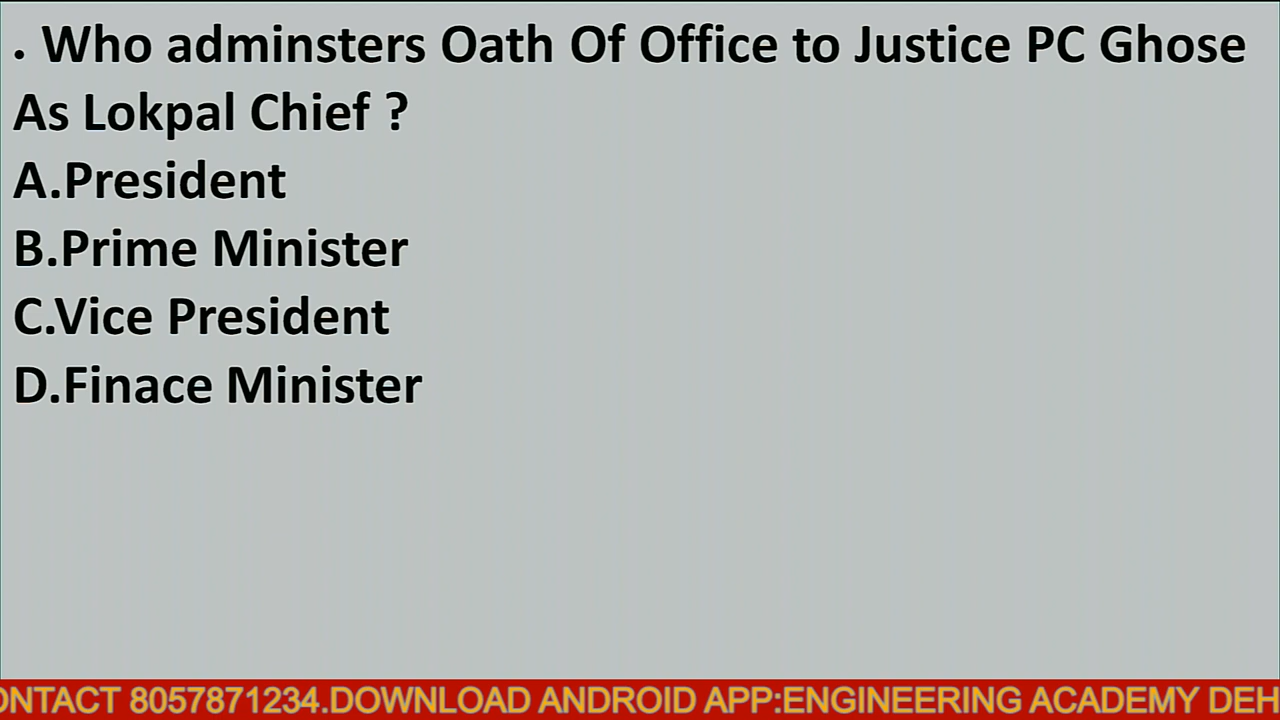 . Who adminsters Oath Of Office to Justice PC Ghose
As Lokpal Chief ?
A.President
B.Prime Minister
C.Vice President
D.Finace Minister
ONTACT 8057871234.DOWNLOAD ANDROID APP:ENGINEERING ACADEMY DEH